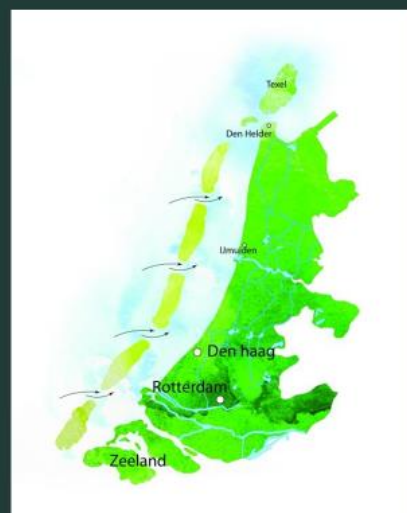 Texel
Den Helder
IJmuiden
Den haag
Rotterdam
Zeeland